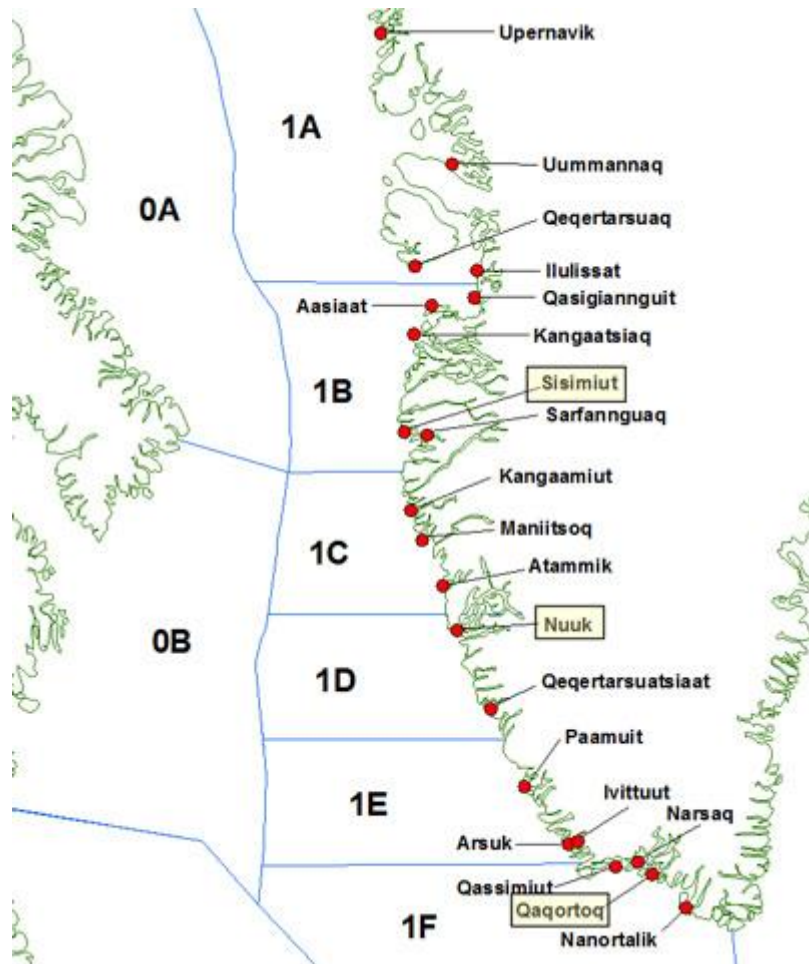 Upernavik
1A
Uummannaq
0A
Qeqertarsuaq
Ilulissat
Qasigiannguit
Aasiaat
Kangaatsiaq
1B
Sisimiut
Sarfannguaq
Kangaamiut
Maniitsoq
1C
Atammik
Nuuk
0B
1D
Qeqertarsuatsiaat
Paamuit
1E
Ivittuut
Narsaq
Arsuk
Qassimiut
Qaqortoq
1F
Nanortalik